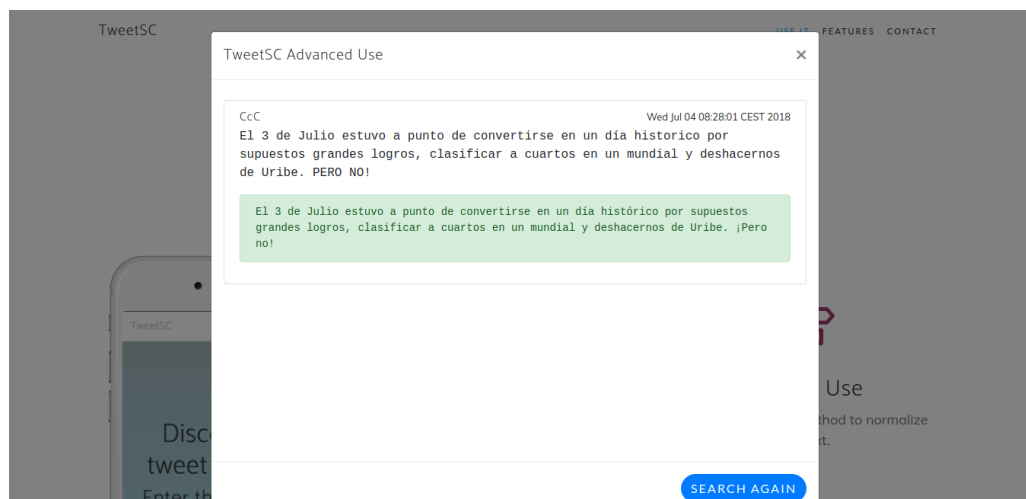 TweetSC
USE IT FEATURES CONTACT
TweetSC Advanced Use
×
CcC
Wed Jul 04 08:28:01 CEST 2018
El 3 de Julio estuvo a punto de convertirse en un día historico por
supuestos grandes logros, clasificar a cuartos en un mundial y deshacernos
de Uribe. PERO NO!
El 3 de Julio estuvo a punto de convertirse en un día histórico por supuestos
grandes logros, clasificar a cuartos en un mundial y deshacernos de Uribe. ¡Pero
no!
TweetSC
Use
normalize
tweet
SEARCH AGAIN
Enter